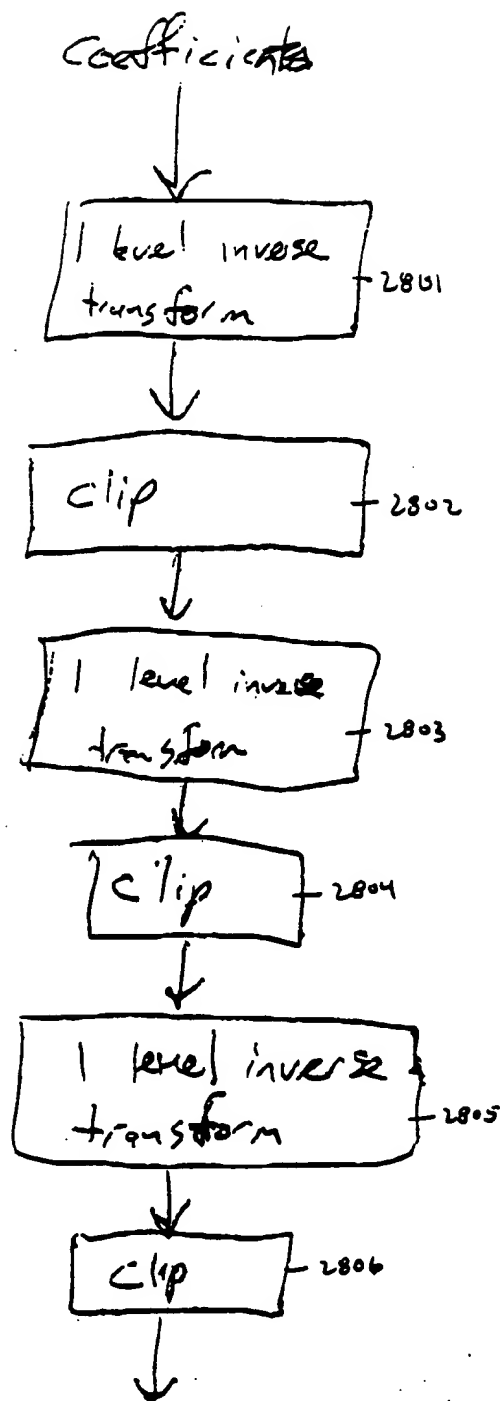 Coefficients
1 level inverse
transform
2801
clip
2802
1 level inverse
transform
2803
Clip
2804
1 level inverse
transform
2805
Clip
2806